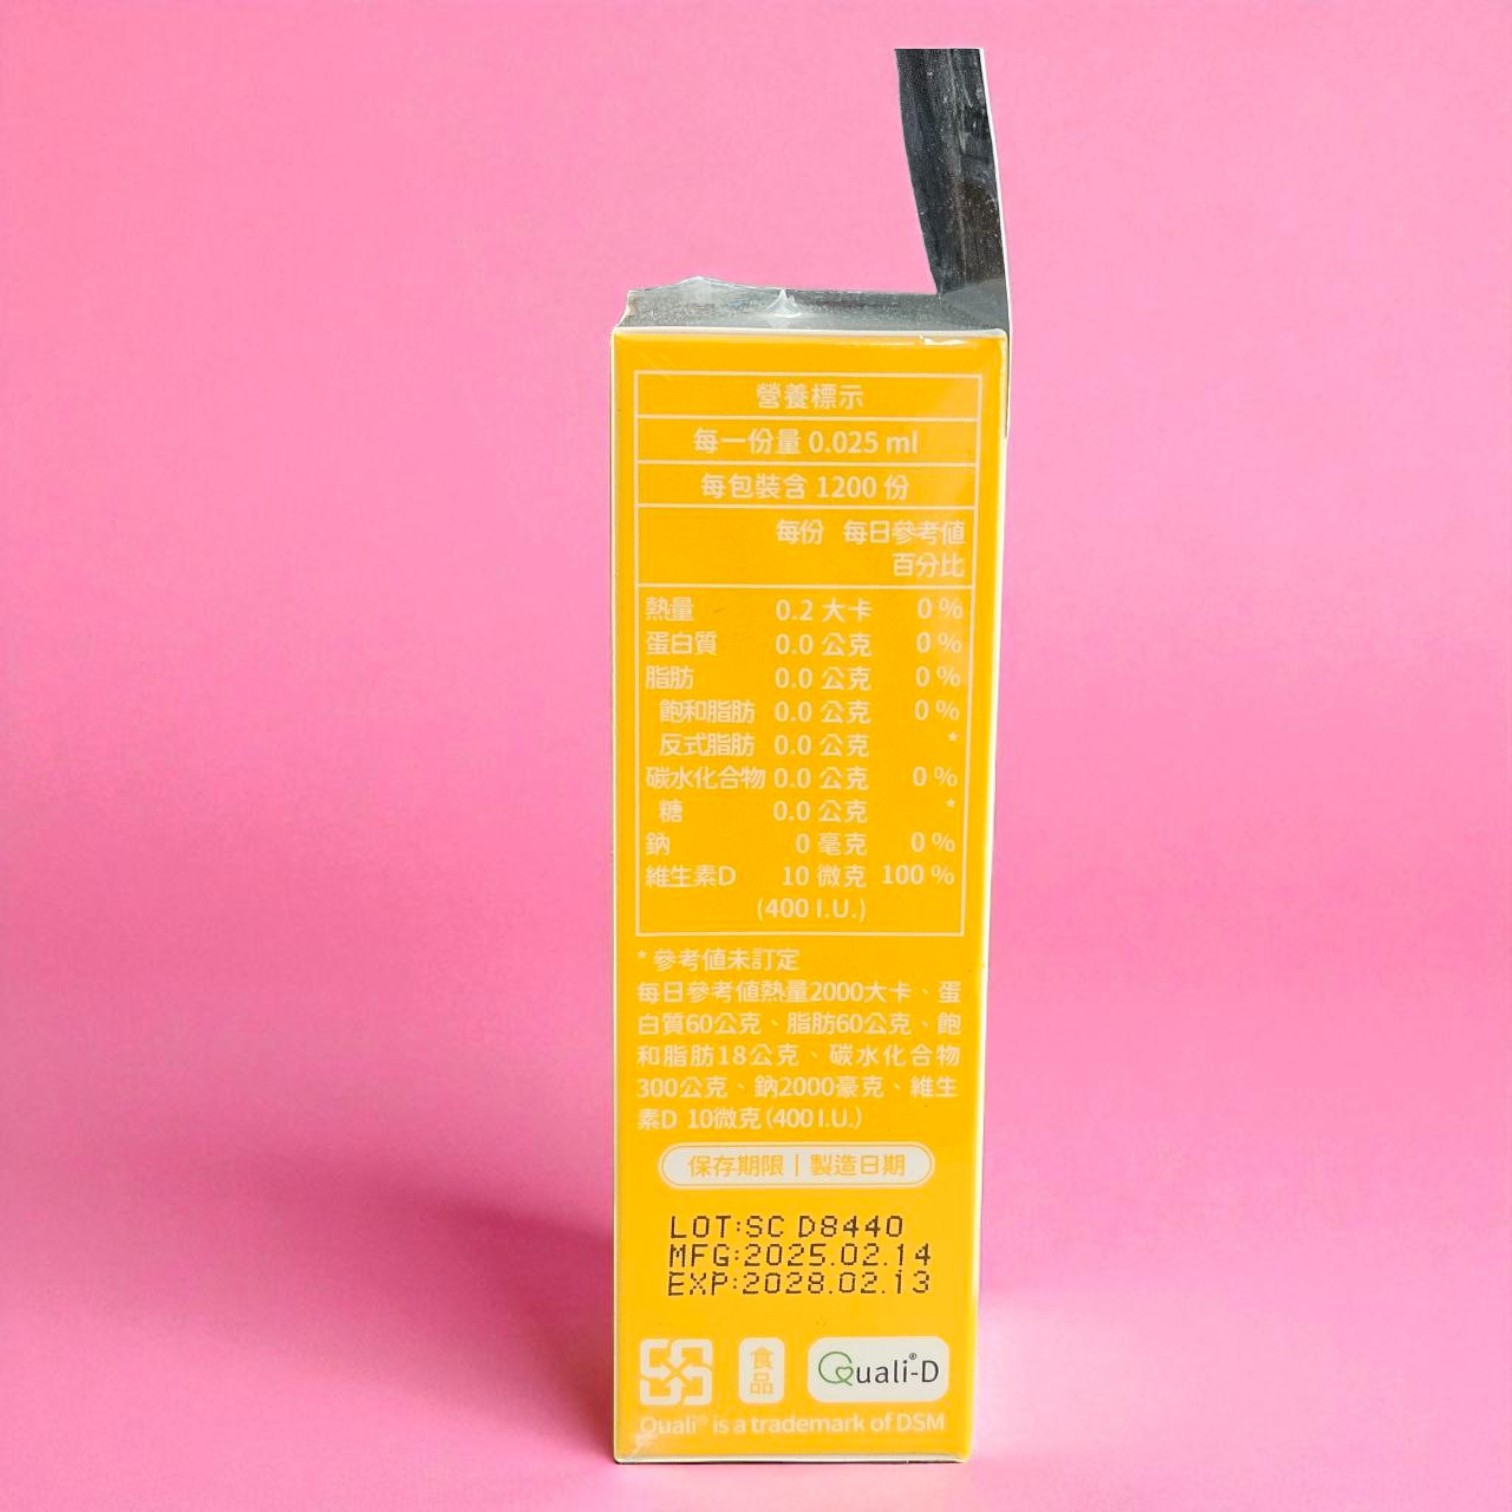 營養標示
每一份量 0.025 ml
每包裝含 1200 份
每份 每日參考值
百分比
熱量 0.2 大卡 0 %
蛋白質 0.0 公克 0 %
脂肪 0.0 公克 0 %
飽和脂肪 0.0 公克 0 %
反式脂肪 0.0 公克 *
碳水化合物 0.0 公克 0 %
糖 0.0 公克 *
鈉 0 毫克 0 %
維生素D 10 微克 100 %
(400 I.U.)
* 參考值未訂定
每日參考值熱量2000大卡、蛋
白質60公克、脂肪60公克、飽
和脂肪18公克、碳水化合物
300公克、鈉2000豪克、維生
素D 10微克(400 I.U.)
保存期限｜製造日期
LOT:SC D8440
MFG:2025.02.14
EXP:2028.02.13
食品
Quali®-D
Quali® is a trademark of DSM